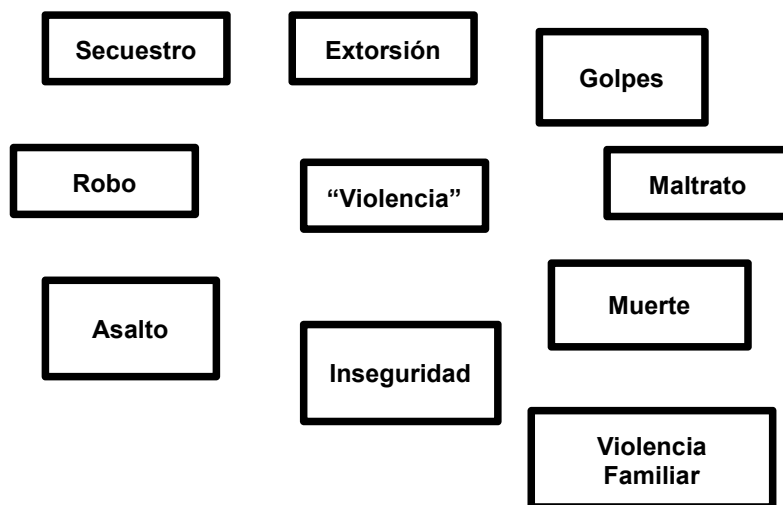 Secuestro
Extorsión
Golpes
Robo
“Violencia”
Maltrato
Asalto
Muerte
Inseguridad
Violencia
Familiar